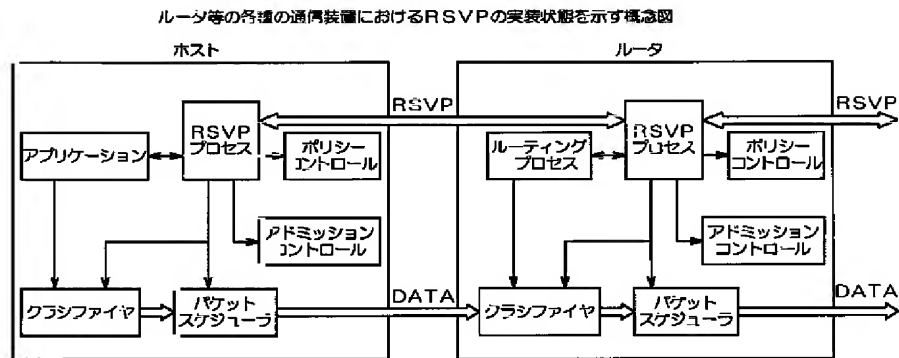 ルータ等の各種の通信装置におけるRSVPの実装状態を示す概念図
ホスト
ルータ
RSVP
RSVP
アプリケーション
RSVP
プロセス
ポリシー
コントロール
ルーティング
プロセス
RSVP
プロセス
ポリシー
コントロール
アドミッション
コントロール
アドミッション
コントロール
クラシファイヤ
パケット
スケジューラ
DATA
クラシファイヤ
パケット
スケジューラ
DATA